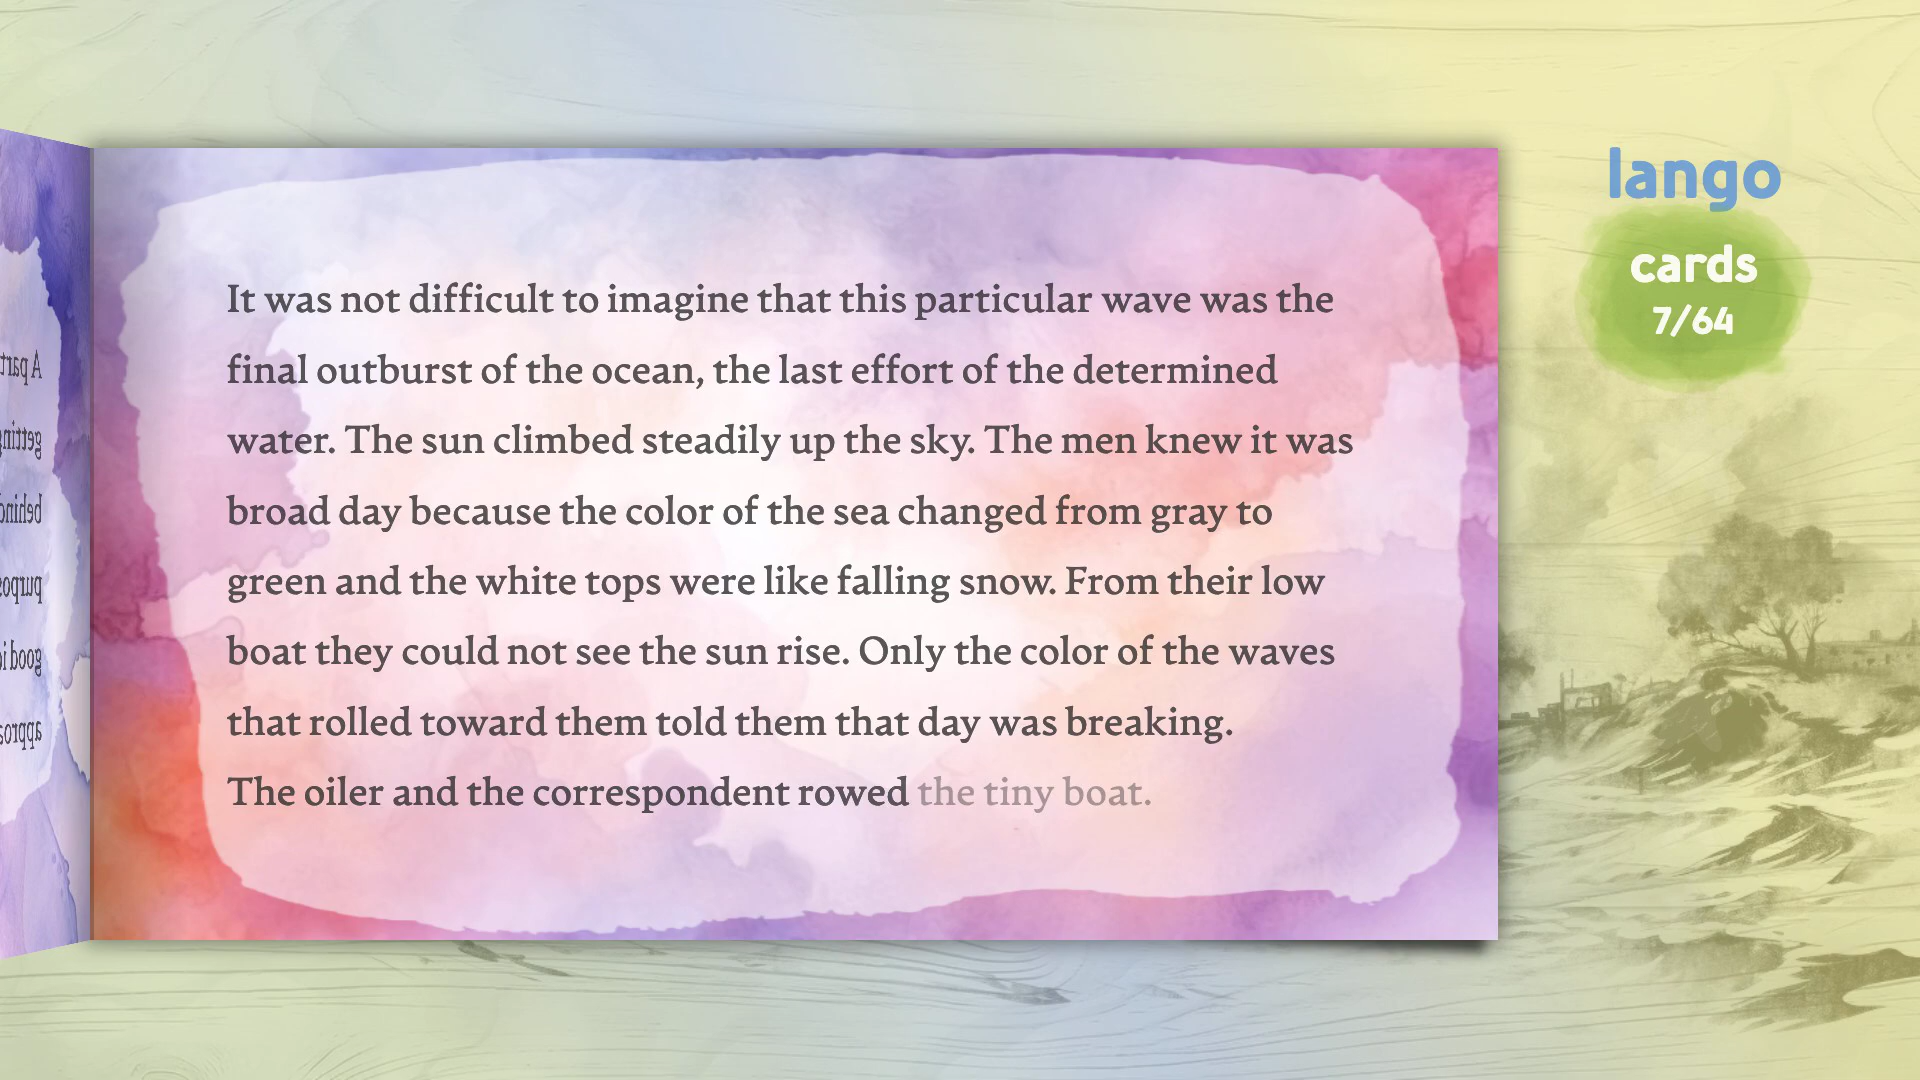 It was not difficult to imagine that this particular wave was the
final outburst of the ocean, the last effort of the determined
water. The sun climbed steadily up the sky. The men knew it was
broad day because the color of the sea changed from gray to
green and the white tops were like falling snow. From their low
boat they could not see the sun rise. Only the color of the waves
that rolled toward them told them that day was breaking.
The oiler and the correspondent rowed the tiny boat.
lango
cards
7/64